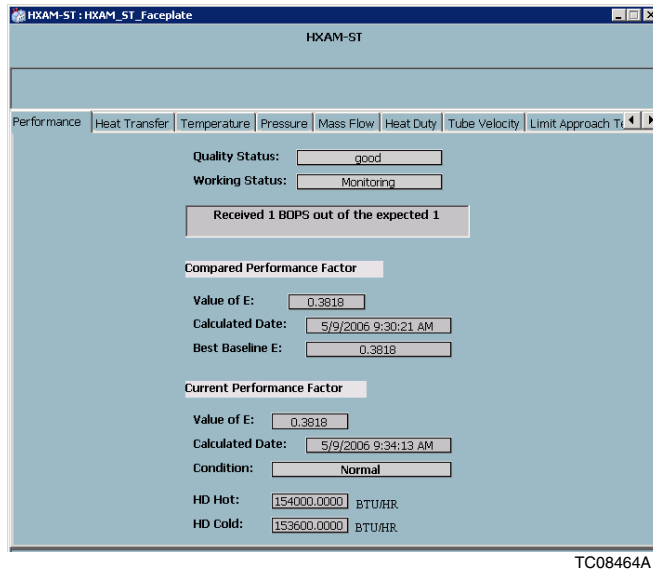 HXAM-ST : HXAM_ST_Faceplate
HXAM-ST
Performance Heat Transfer Temperature Pressure Mass Flow Heat Duty Tube Velocity Limit Approach Te
Quality Status: good
Working Status: Monitoring
Received 1 BOPS out of the expected 1
Compared Performance Factor
Value of E: 0.3818
Calculated Date: 5/9/2006 9:30:21 AM
Best Baseline E: 0.3818
Current Performance Factor
Value of E: 0.3818
Calculated Date: 5/9/2006 9:34:13 AM
Condition: Normal
HD Hot: 154000.0000 BTU/HR
HD Cold: 153600.0000 BTU/HR
TC08464A